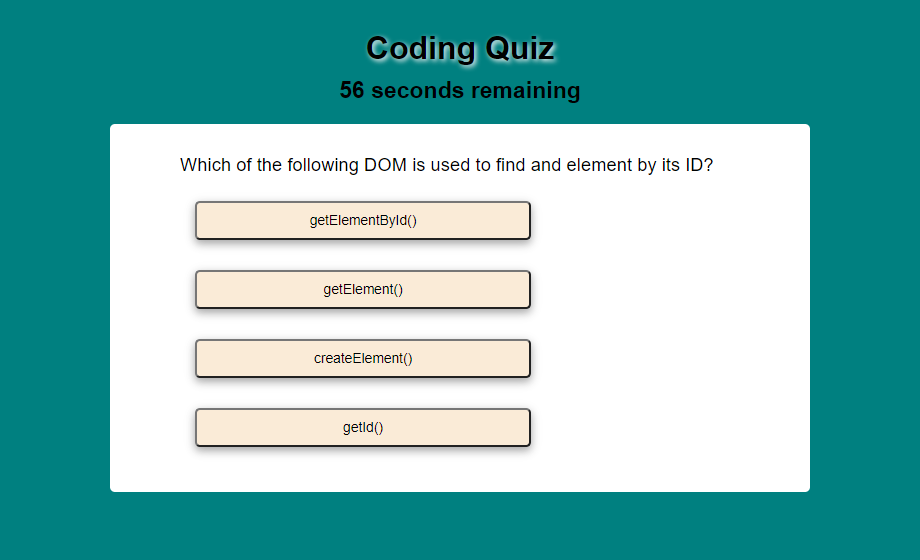 Coding Quiz
56 seconds remaining
Which of the following DOM is used to find and element by its ID?
getElementById()
getElement()
createElement()
getId()